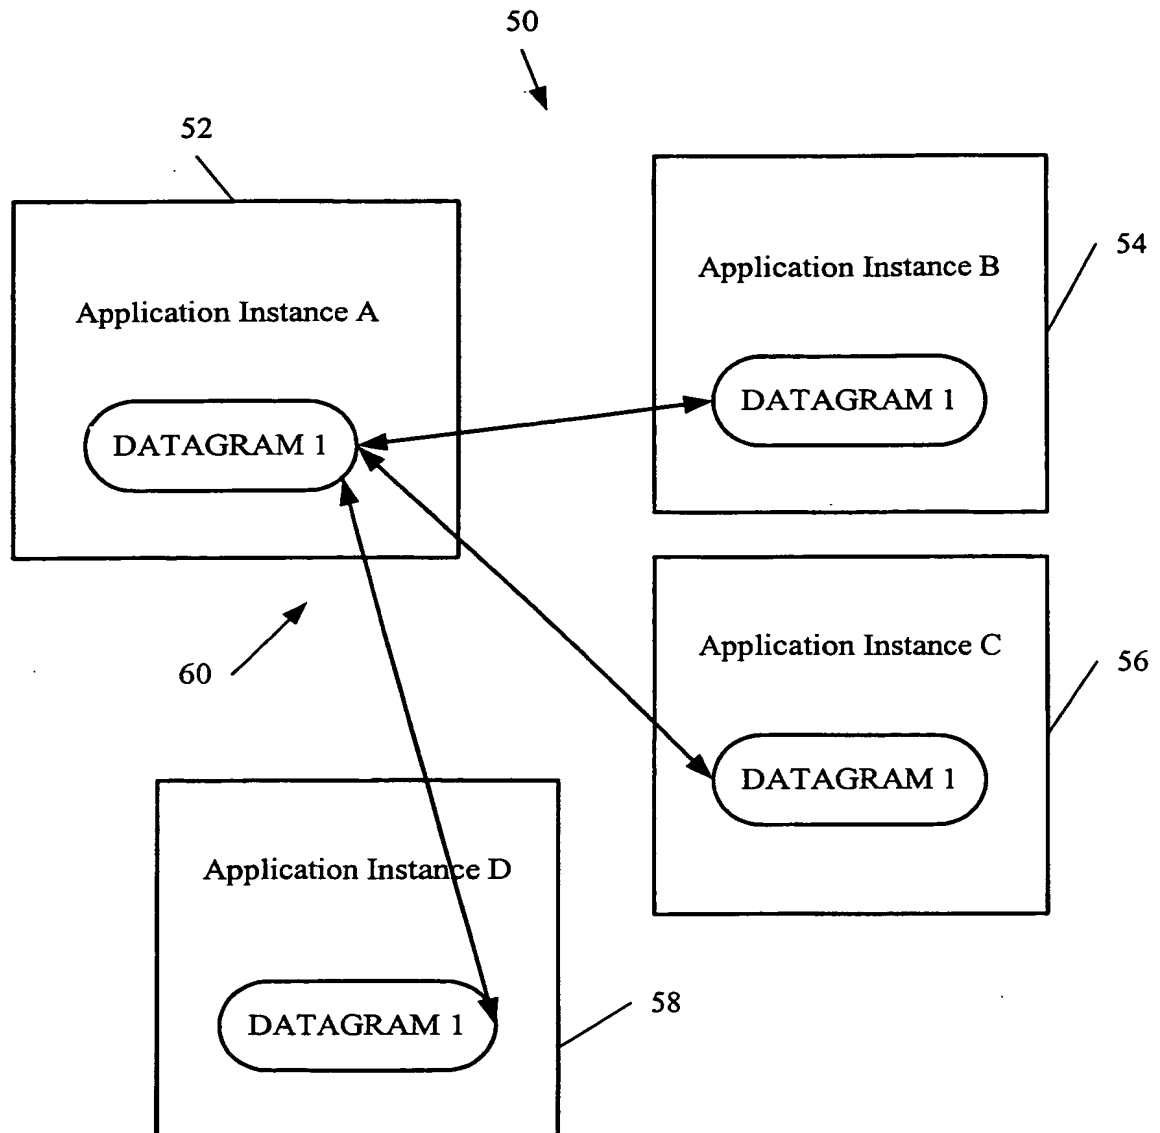 50
52
Application Instance A
DATAGRAM 1
Application Instance B
54
DATAGRAM 1
60
Application Instance C
56
DATAGRAM 1
Application Instance D
DATAGRAM 1
58